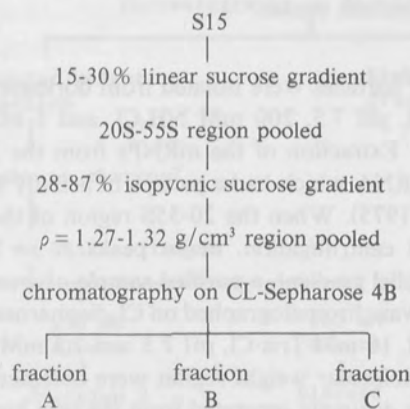 S15
15-30% linear sucrose gradient
20S-55S region pooled
28-87% isopycnic sucrose gradient
ρ = 1.27-1.32 g/cm³ region pooled
chromatography on CL-Sepharose 4B
fraction fraction fraction
A B C